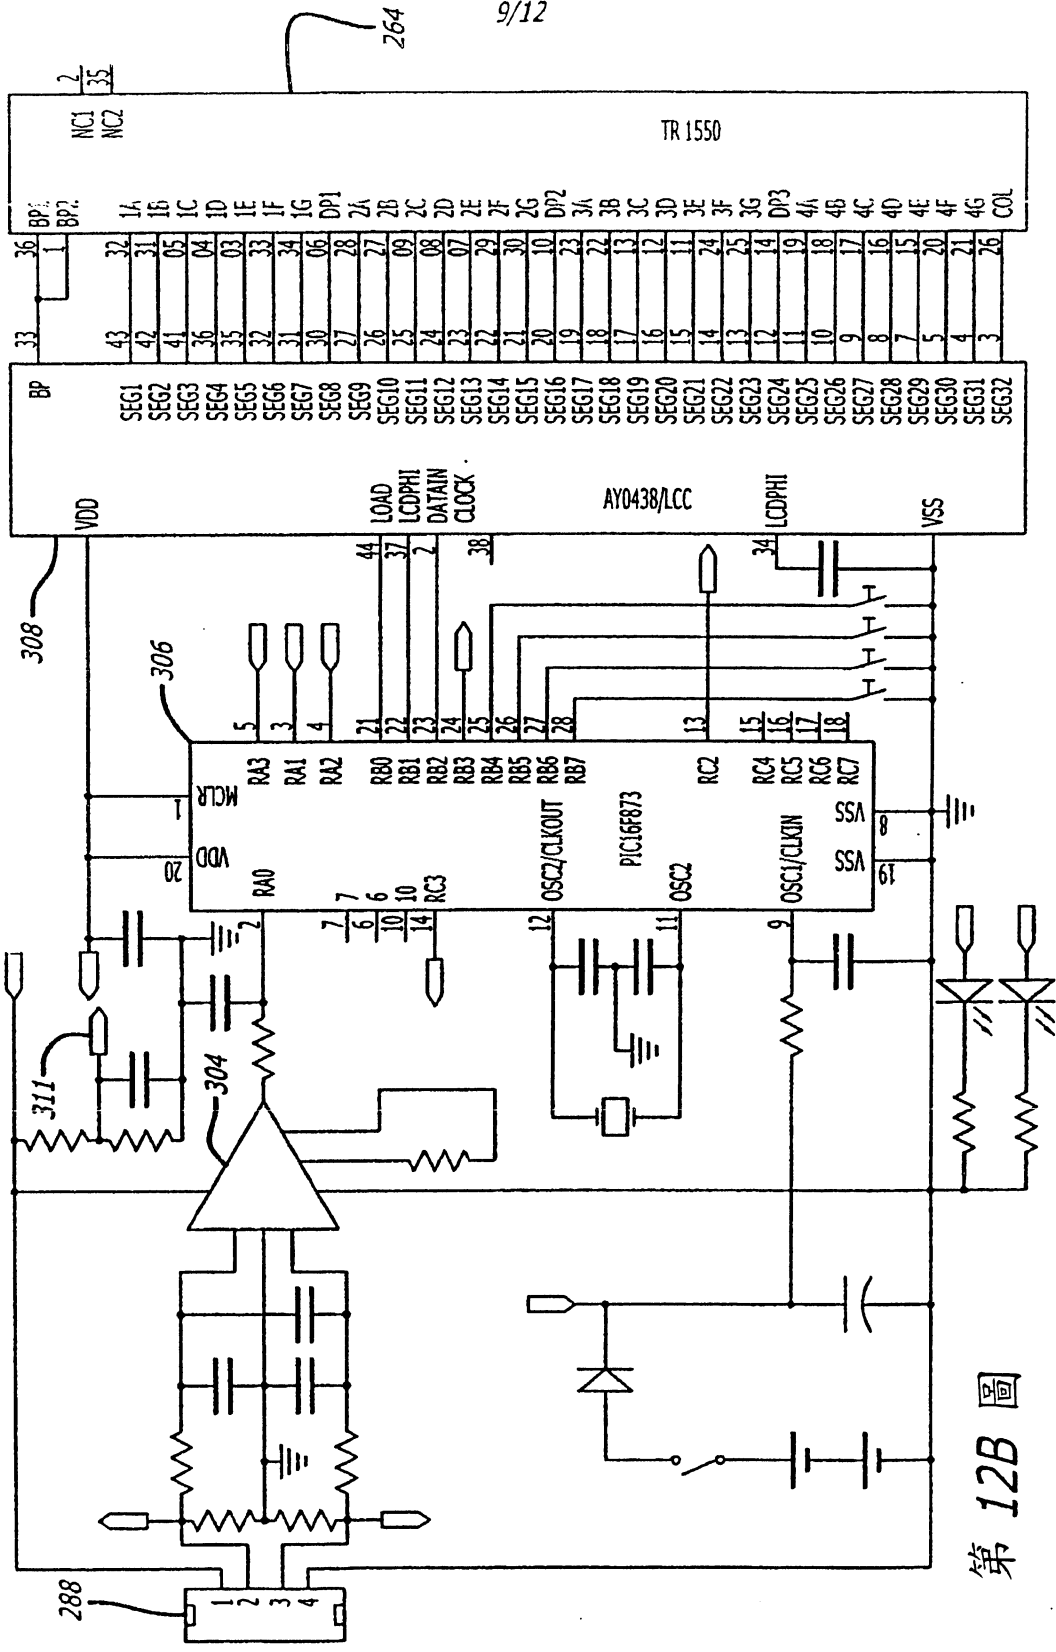 9/12
264
2
35
NC1
NC2
TR 1550
BP2
36
1
33
BP
1A
1B
1C
1D
1E
1F
1G
DP1
2A
2B
2C
2D
2E
2F
2G
DP2
3A
3B
3C
3D
3E
3F
3G
DP3
4A
4B
4C
4D
4E
4F
4G
COL
32
31
05
04
03
33
34
06
28
27
09
08
07
29
30
10
23
22
13
12
11
24
25
14
19
18
17
16
15
20
21
26
43
42
41
36
35
32
31
30
27
26
25
24
23
22
21
20
19
18
17
16
15
14
13
12
11
10
9
8
7
5
4
3
SEG1
SEG2
SEG3
SEG4
SEG5
SEG6
SEG7
SEG8
SEG9
SEG10
SEG11
SEG12
SEG13
SEG14
SEG15
SEG16
SEG17
SEG18
SEG19
SEG20
SEG21
SEG22
SEG23
SEG24
SEG25
SEG26
SEG27
SEG28
SEG29
SEG30
SEG31
SEG32
VDD
LOAD
LCDPHI
DATAIN
CLOCK
AY0438/LCC
LCDPHI
VSS
308
44
37
2
38
34
306
5
3
4
21
22
23
24
25
26
27
28
13
15
16
17
18
RA3
RA1
RA2
RB0
RB1
RB2
RB3
RB4
RB5
RB6
RB7
RC2
RC4
RC5
RC6
RC7
1
MCLR
20
VDD
PIC16F873
VSS
8
VSS
19
RA0
7
6
10
RC3
OSC2/CLKOUT
OSC2
OSC1/CLKIN
2
7
6
10
14
12
11
9
311
304
288
1
2
3
4
第 12B 圖